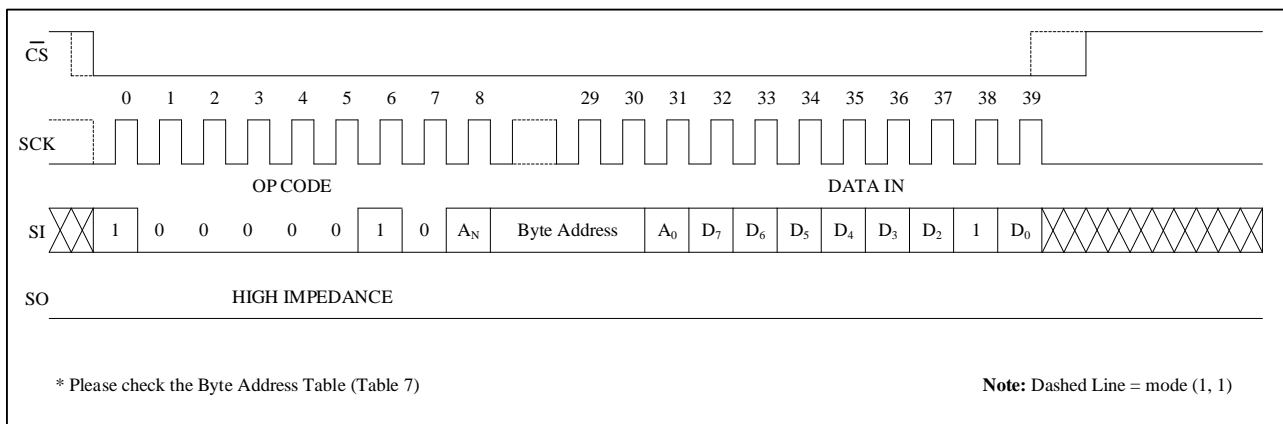 CS
0 1 2 3 4 5 6 7 8 29 30 31 32 33 34 35 36 37 38 39
SCK
OP CODE DATA IN
SI 1 0 0 0 0 0 1 0 AN Byte Address A0 D7 D6 D5 D4 D3 D2 1 D0
SO HIGH IMPEDANCE
* Please check the Byte Address Table (Table 7) Note: Dashed Line = mode (1, 1)